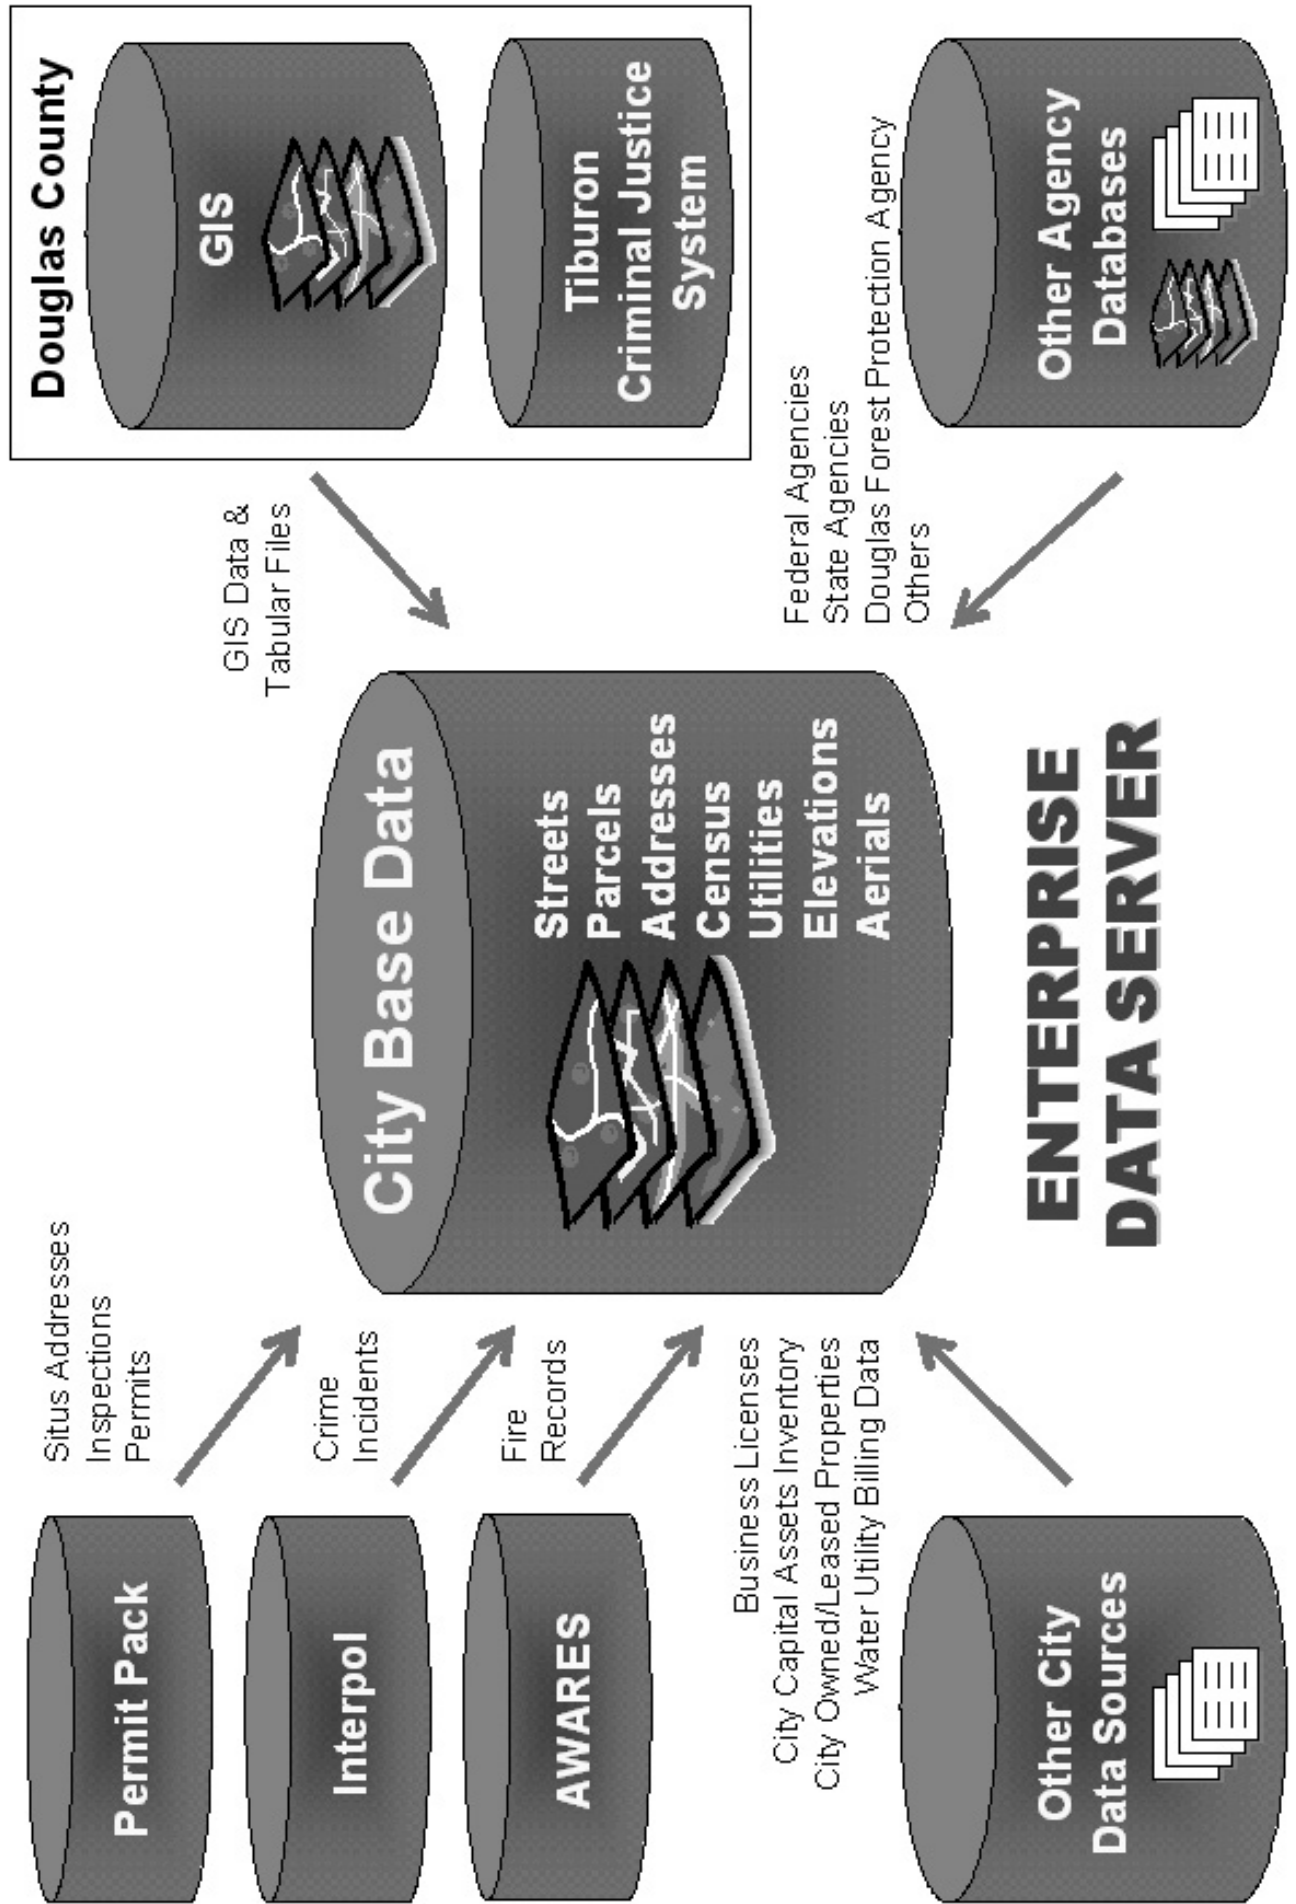 Permit Pack
Situs Addresses
Inspections
Permits
Interpol
Crime
Incidents
AWARES
Fire
Records
Other City
Data Sources
Business Licenses
City Capital Assets Inventory
City Owned/Leased Properties
Water Utility Billing Data
City Base Data
Streets
Parcels
Addresses
Census
Utilities
Elevations
Aerials
ENTERPRISE
DATA SERVER
GIS Data &
Tabular Files
Douglas County
GIS
Tiburon
Criminal Justice
System
Federal Agencies
State Agencies
Douglas Forest Protection Agency
Others
Other Agency
Databases